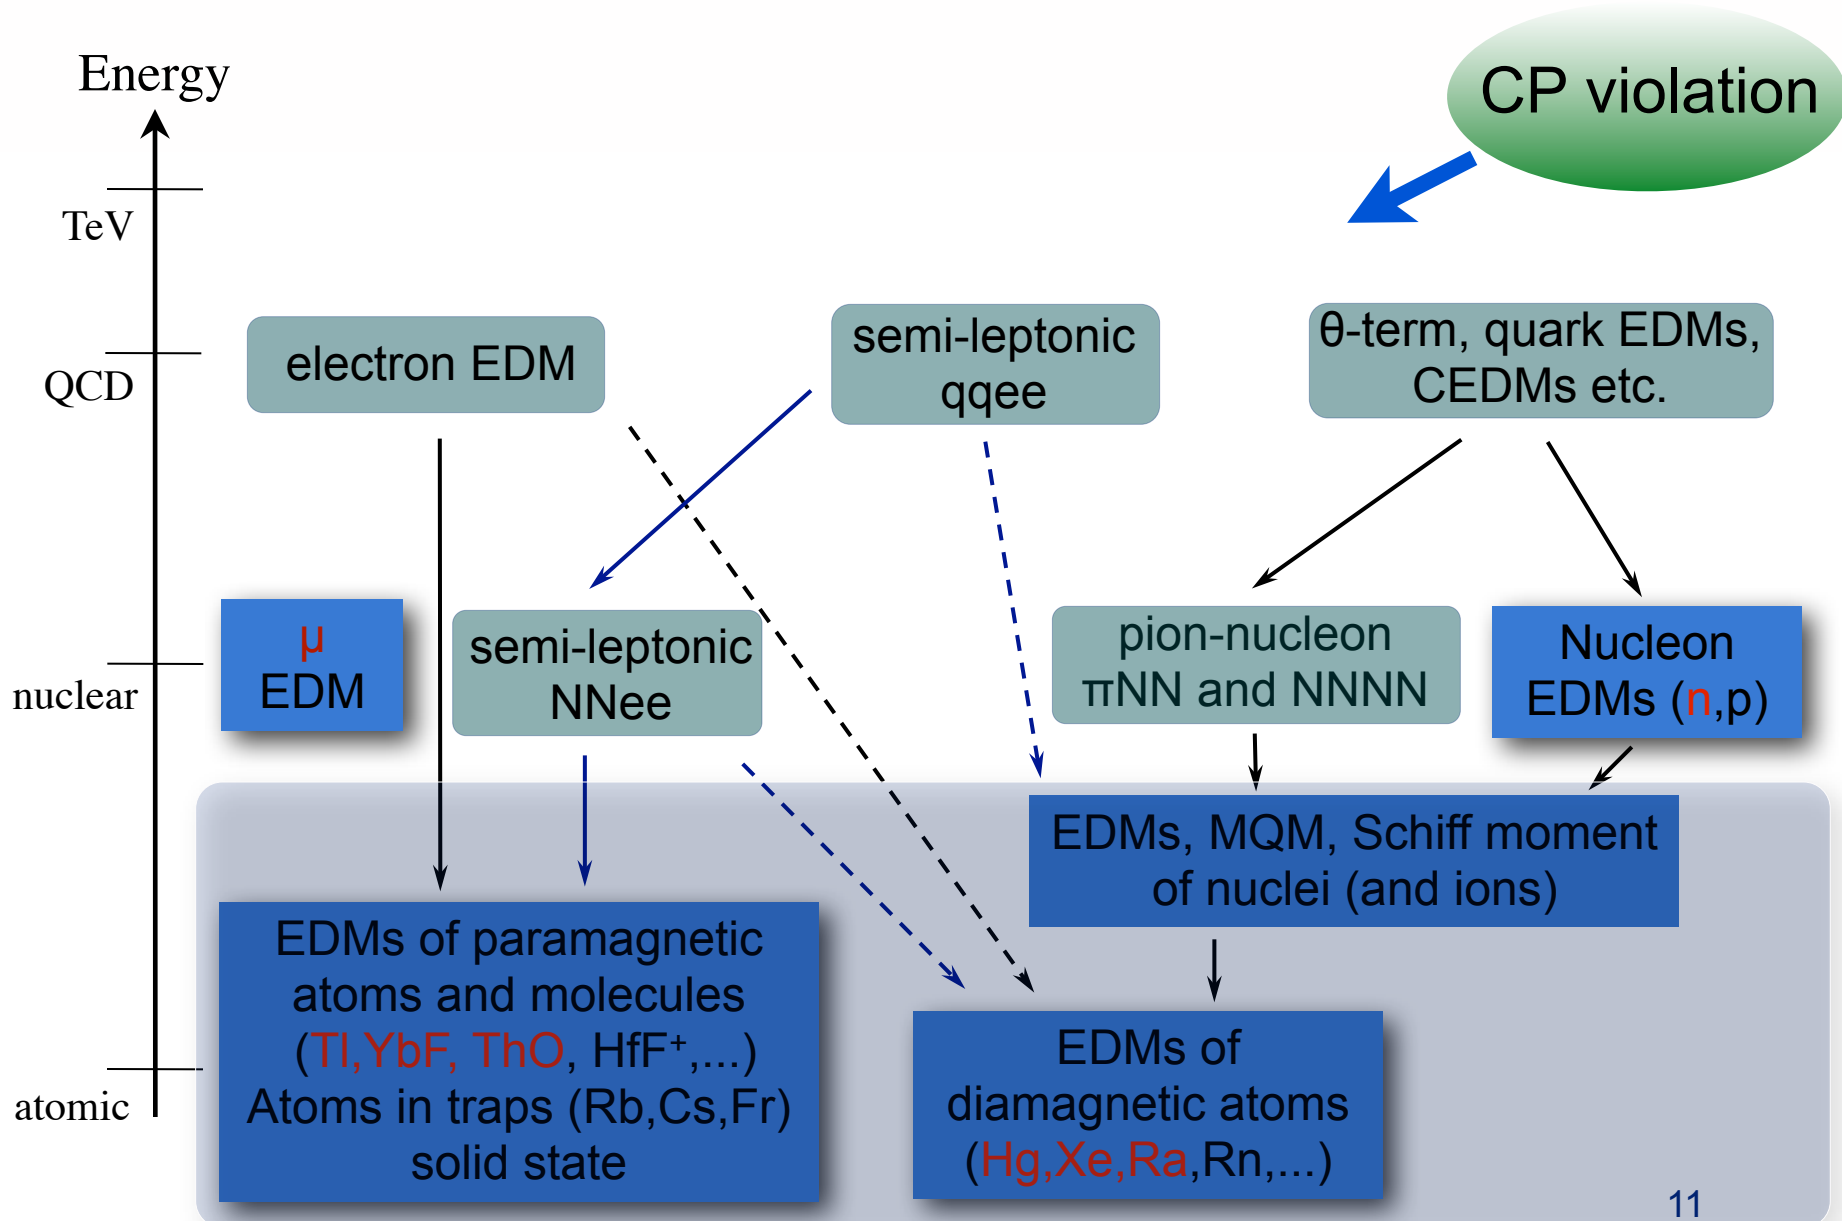 Energy
CP violation
TeV
QCD
nuclear
atomic
electron EDM
semi-leptonic
qqee
θ-term, quark EDMs,
CEDMs etc.
μ
EDM
semi-leptonic
NNee
pion-nucleon
πNN and NNNN
Nucleon
EDMs (n,p)
EDMs, MQM, Schiff moment
of nuclei (and ions)
EDMs of paramagnetic
atoms and molecules
(Tl,YbF, ThO, HfF⁺,...)
Atoms in traps (Rb,Cs,Fr)
solid state
EDMs of
diamagnetic atoms
(Hg,Xe,Ra,Rn,...)
11